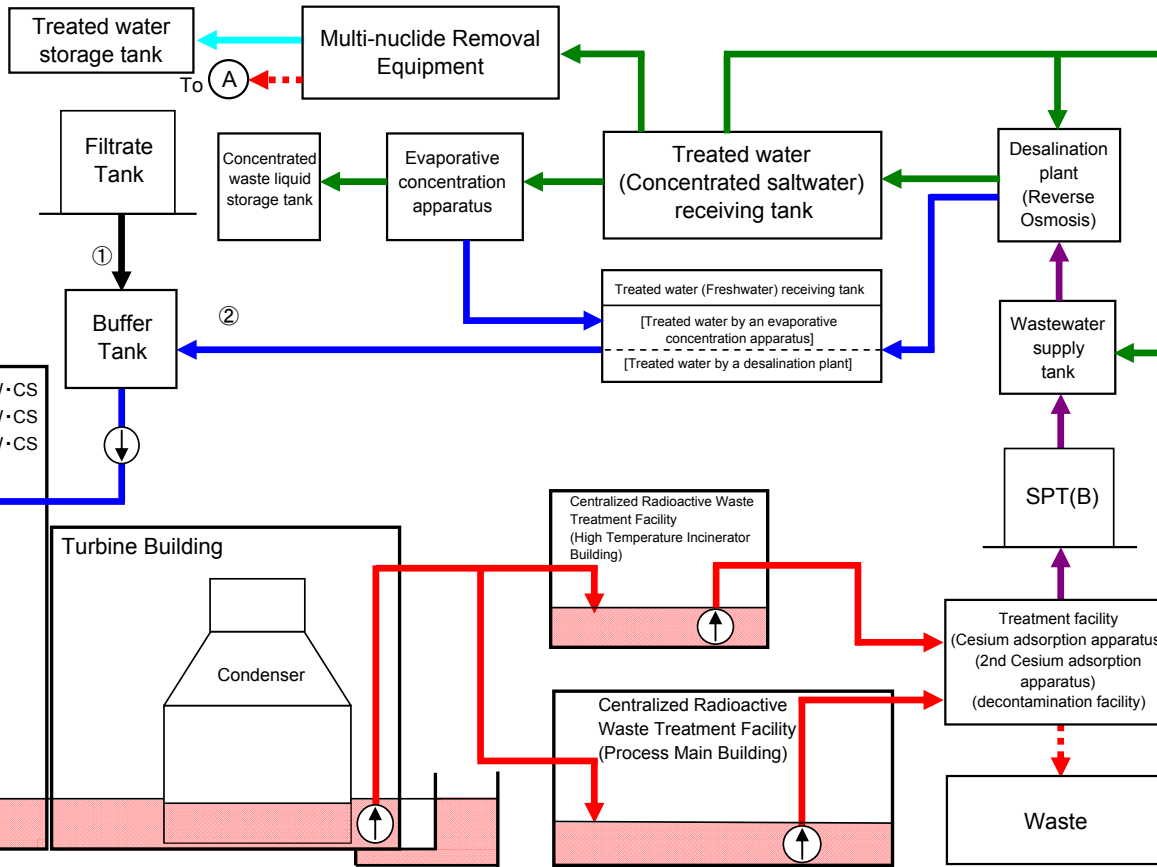 Treated water
storage tank
Multi-nuclide Removal
Equipment
To
A
Filtrate
Tank
Concentrated
waste liquid
storage tank
Evaporative
concentration
apparatus
Treated water
(Concentrated saltwater)
receiving tank
Desalination
plant
(Reverse
Osmosis)
①
Buffer
Tank
②
Treated water (Freshwater) receiving tank
[Treated water by an evaporative
concentration apparatus]
[Treated water by a desalination plant]
Wastewater
supply
tank
・CS
・CS
・CS
SPT(B)
Turbine Building
Condenser
Centralized Radioactive Waste
Treatment Facility
(High Temperature Incinerator
Building)
Centralized Radioactive
Waste Treatment Facility
(Process Main Building)
Treatment facility
(Cesium adsorption apparatus
(2nd Cesium adsorption
apparatus)
(decontamination facility)
Waste